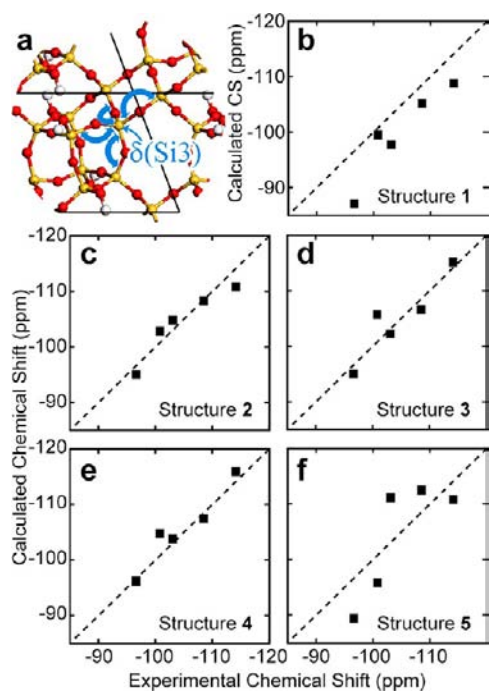 a
δ(Si3)
b
Calculated CS (ppm)
-120
-110
-100
-90
Structure 1
Calculated Chemical Shift (ppm)
c
-120
-110
-100
-90
Structure 2
d
Structure 3
e
-120
-110
-100
-90
Structure 4
f
Structure 5
-90 -100 -110 -120 -90 -100 -110
Experimental Chemical Shift (ppm)